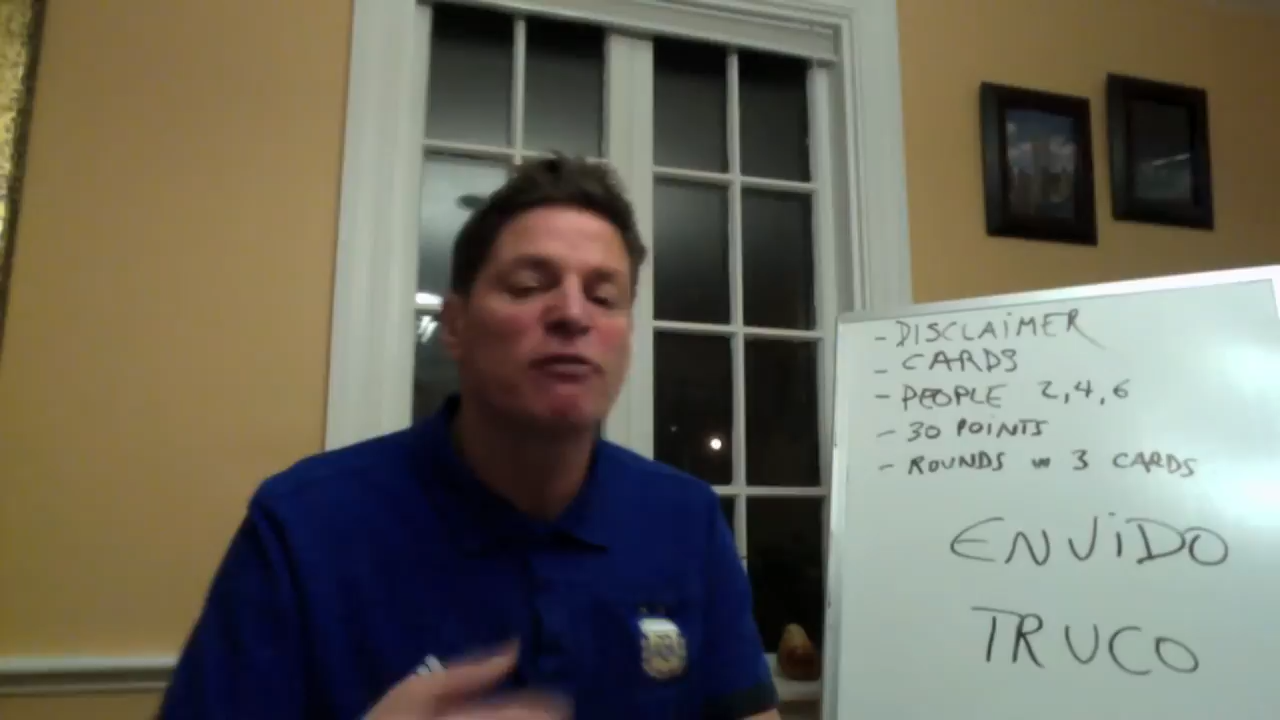 - DISCLAIMER
- CARDS
- PEOPLE 2,4,6
- 30 POINTS
- ROUNDS w 3 CARDS
ENVIDO
TRUCO